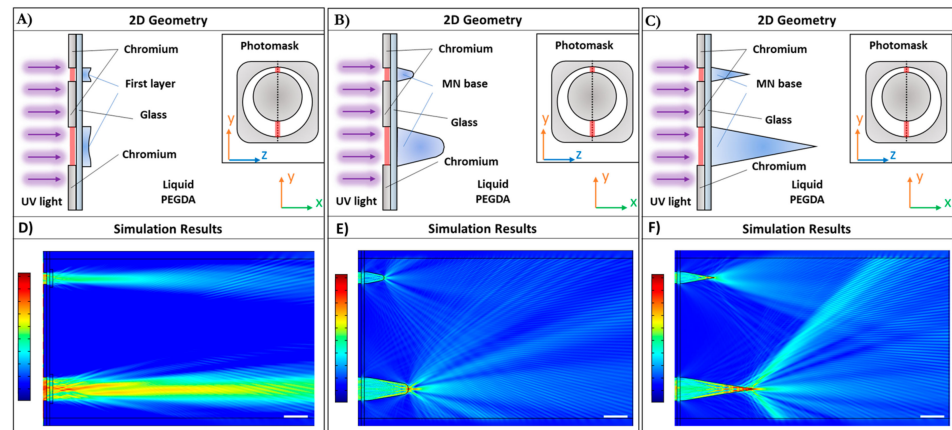 A)
2D Geometry
Chromium
First layer
Glass
Chromium
UV light
Liquid
PEGDA
Photomask
y
z
y
x
B)
2D Geometry
Chromium
MN base
Glass
Chromium
UV light
Liquid
PEGDA
Photomask
y
z
y
x
C)
2D Geometry
Chromium
MN base
Glass
Chromium
UV light
Liquid
PEGDA
Photomask
y
z
y
x
D)
Simulation Results
E)
Simulation Results
F)
Simulation Results